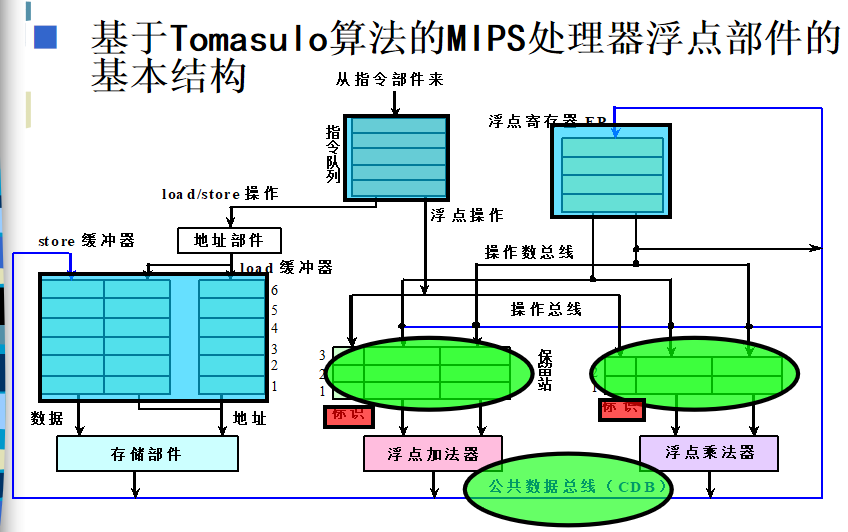 基于Tomasulo算法的MIPS处理器浮点部件的
基本结构
从指令部件来
指令队列
浮点寄存器 FP
load/store 操作
浮点操作
地址部件
store 缓冲器
load 缓冲器
操作数总线
操作总线
6
5
4
3
2
1
3
2
1
保留站
2
1
标识
标识
数据
地址
存储部件
浮点加法器
浮点乘法器
公共数据总线（CDB）